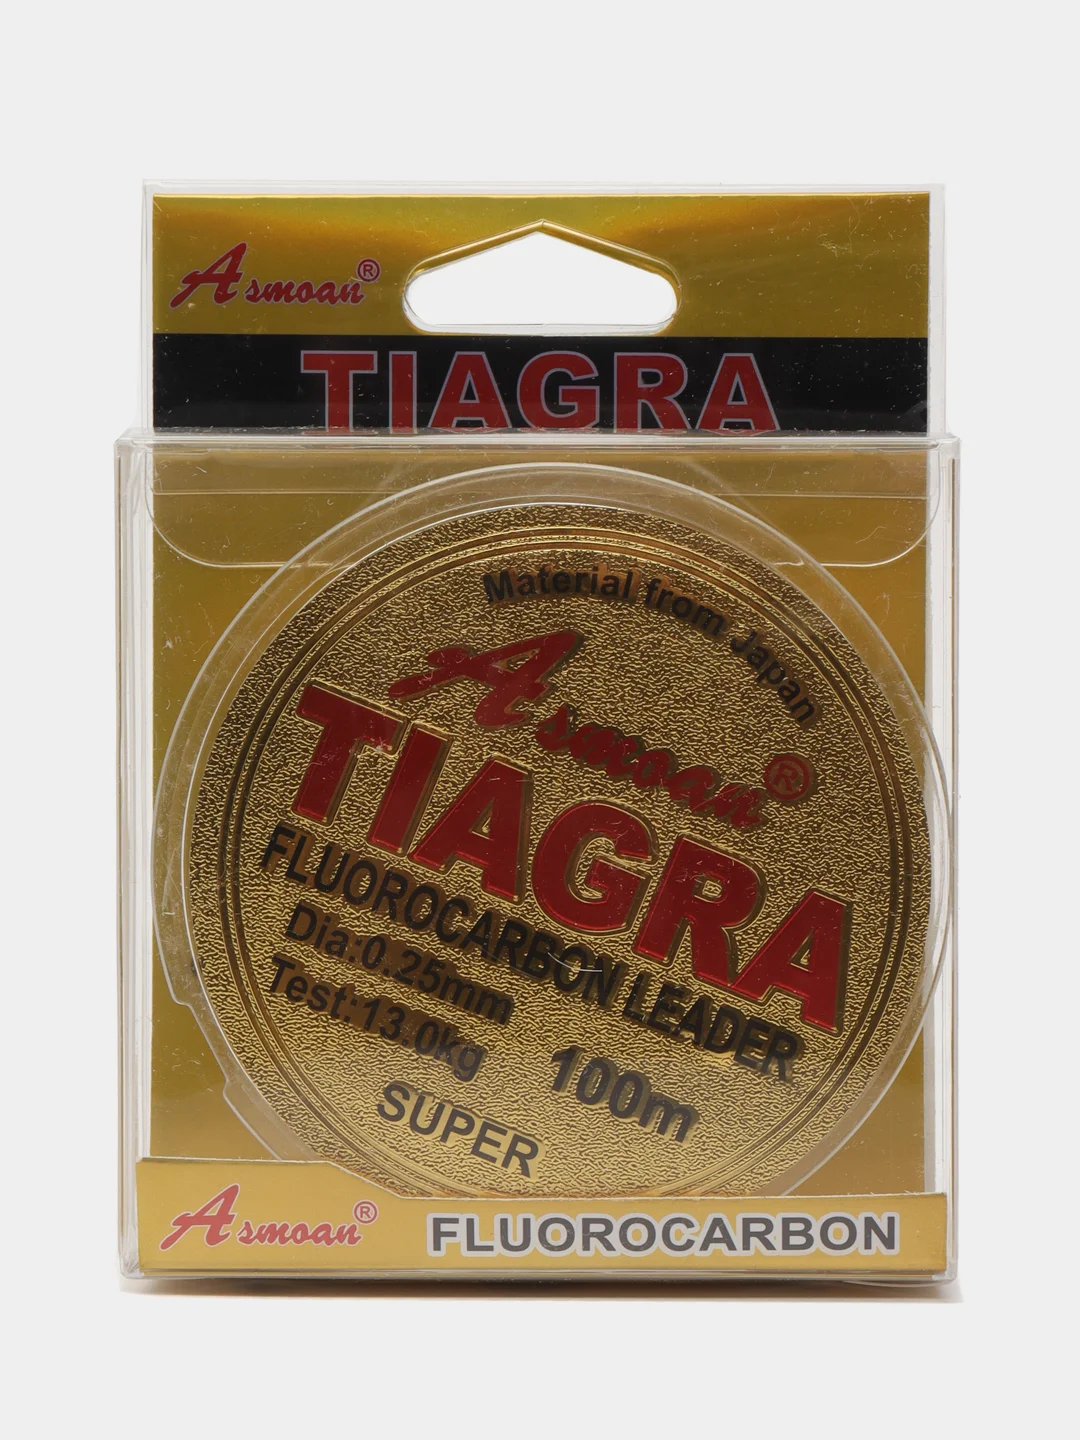 Asmoan®
TIAGRA
Material from Japan
Asmoan®
TIAGRA
FLUOROCARBON LEADER
Dia:0.25mm
Test:13.0kg
100m
SUPER
Asmoan®
FLUOROCARBON